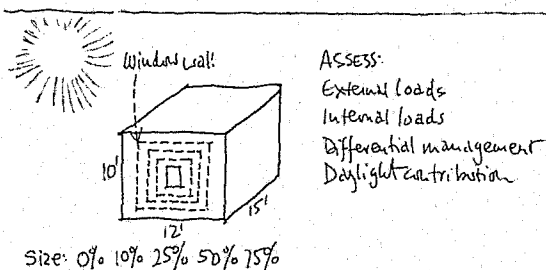 Window wall
ASSESS:
External loads
Internal loads
Differential management
Daylight contribution
10'
12'
15'
Size: 0% 10% 25% 50% 75%